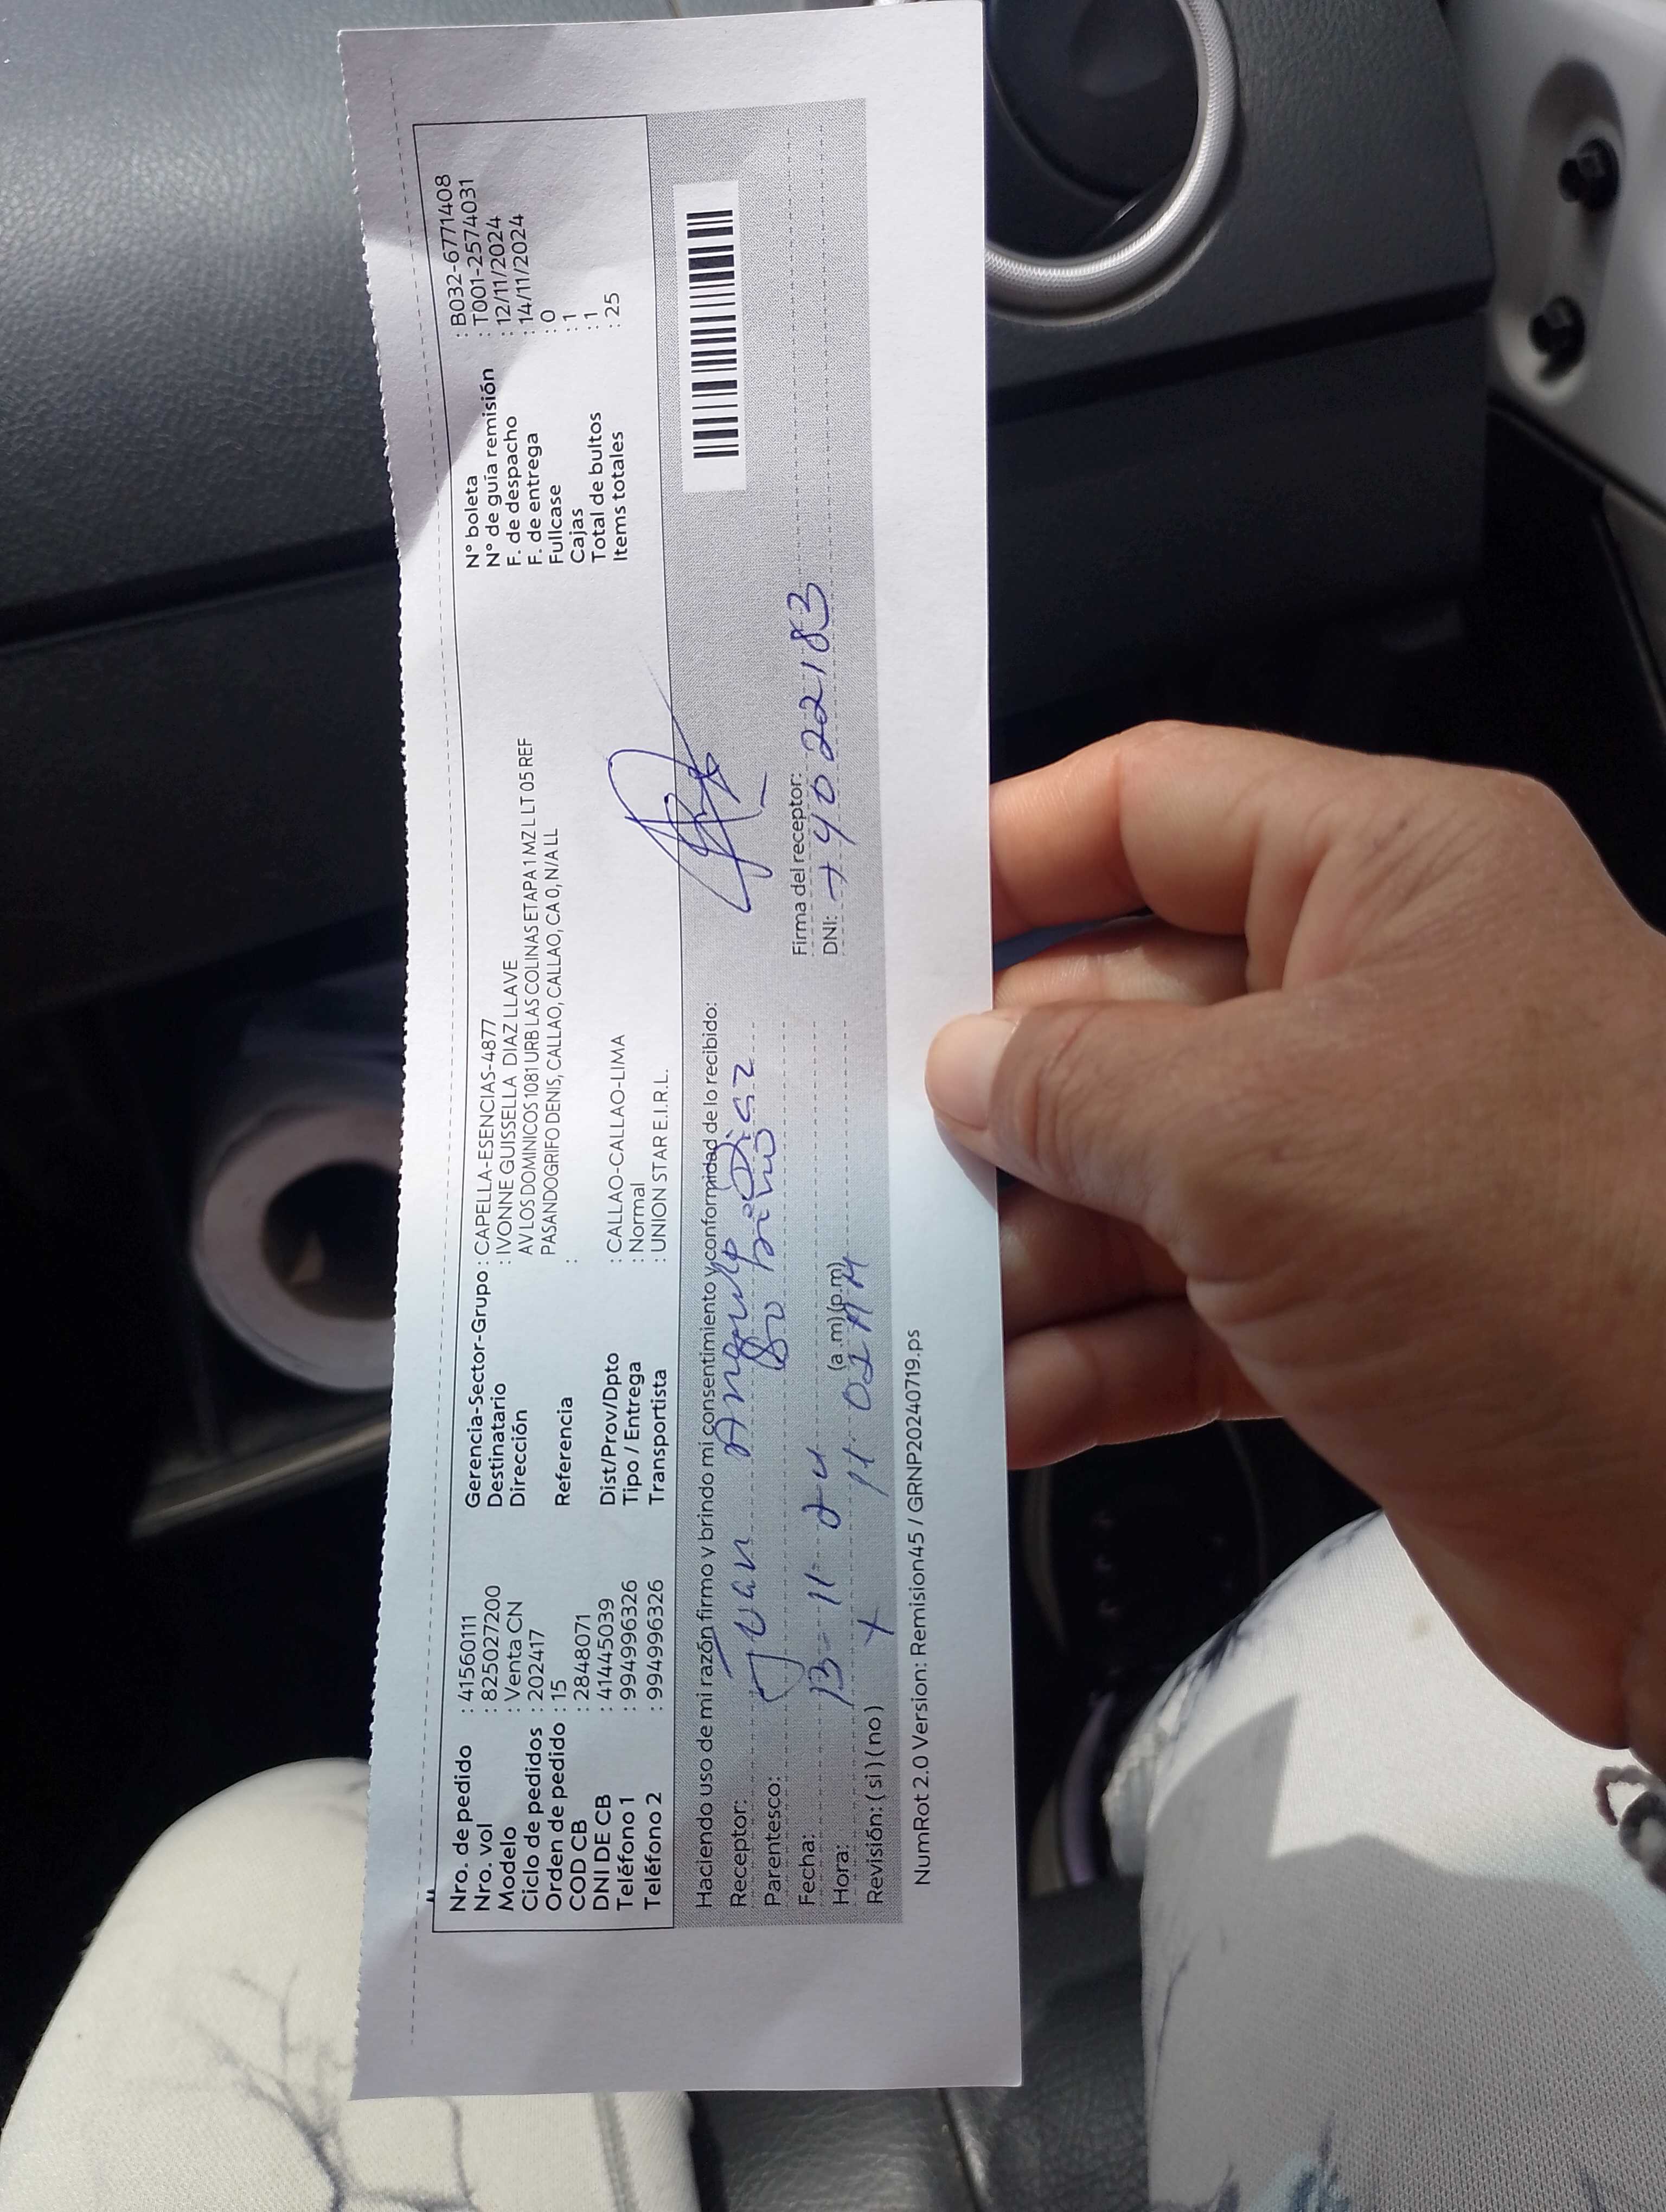 Nro. de pedido : 41560111
Nro. vol : 825027200
Modelo : Venta CN
Ciclo de pedidos : 202417
Orden de pedido : 15
COD CB : 2848071
DNI DE CB : 41445039
Teléfono 1 : 994996326
Teléfono 2 : 994996326
Gerencia-Sector-Grupo : CAPELLA-ESENCIAS-4877
Destinatario : IVONNE GUISSELLA DIAZ LLAVE
Dirección AV LOS DOMINICOS 1081 URB LAS COLINAS ETAPA 1 MZ L LT 05 REF
PASANDOGRIFO DENIS, CALLAO, CALLAO, CA 0, N/A LL
Referencia :
Dist/Prov/Dpto : CALLAO-CALLAO-LIMA
Tipo / Entrega : Normal
Transportista : UNION STAR E.I.R.L.
N° boleta : B032-6771408
N° de guía remisión : T001-2574031
F. de despacho : 12/11/2024
F. de entrega : 14/11/2024
Fullcase : 0
Cajas : 1
Total de bultos : 1
Items totales : 25
Haciendo uso de mi razón firmo y brindo mi consentimiento y conformidad de lo recibido:
Receptor: Juan Diaz
Parentesco:
Fecha: 13-11-24
Hora: (a.m)(p.m)
Revisión: ( si ) ( no )
Firma del receptor:
DNI: 40022183
NumRot 2.0 Version: Remision45 / GRNP20240719.ps